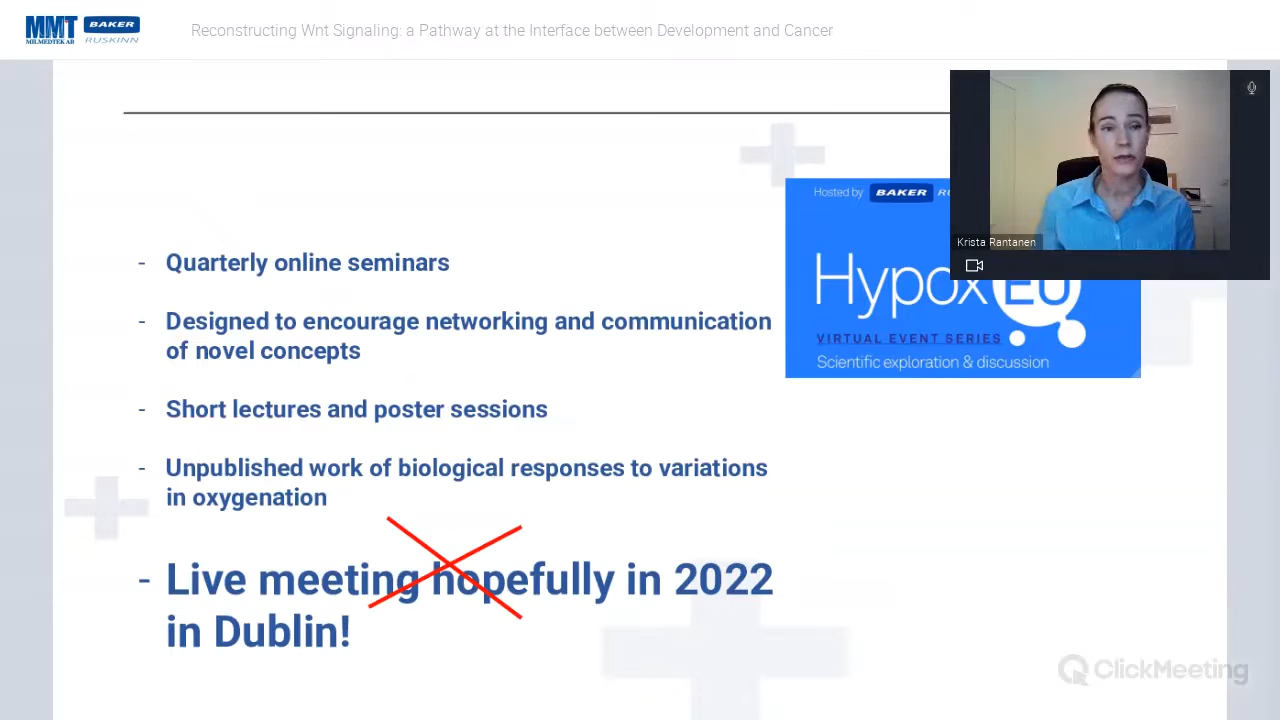 MMT
MILMEDTEK AB
BAKER
RUSKINN
Reconstructing Wnt Signaling: a Pathway at the Interface between Development and Cancer
- Quarterly online seminars
- Designed to encourage networking and communication
of novel concepts
- Short lectures and poster sessions
- Unpublished work of biological responses to variations
in oxygenation
- Live meeting hopefully in 2022
in Dublin!
Hosted by BAKER RU
Krista Rantanen
HypoxEU
VIRTUAL EVENT SERIES
Scientific exploration & discussion
ClickMeeting